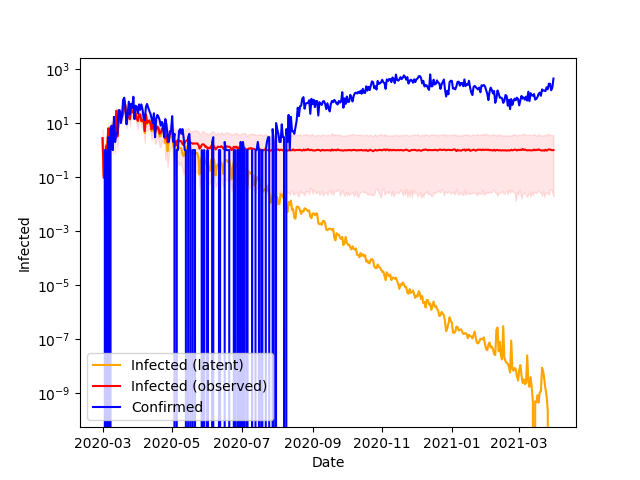 10³
10¹
10⁻¹
10⁻³
10⁻⁵
10⁻⁷
10⁻⁹
Infected
Infected (latent)
Infected (observed)
Confirmed
2020-03 2020-05 2020-07 2020-09 2020-11 2021-01 2021-03
Date